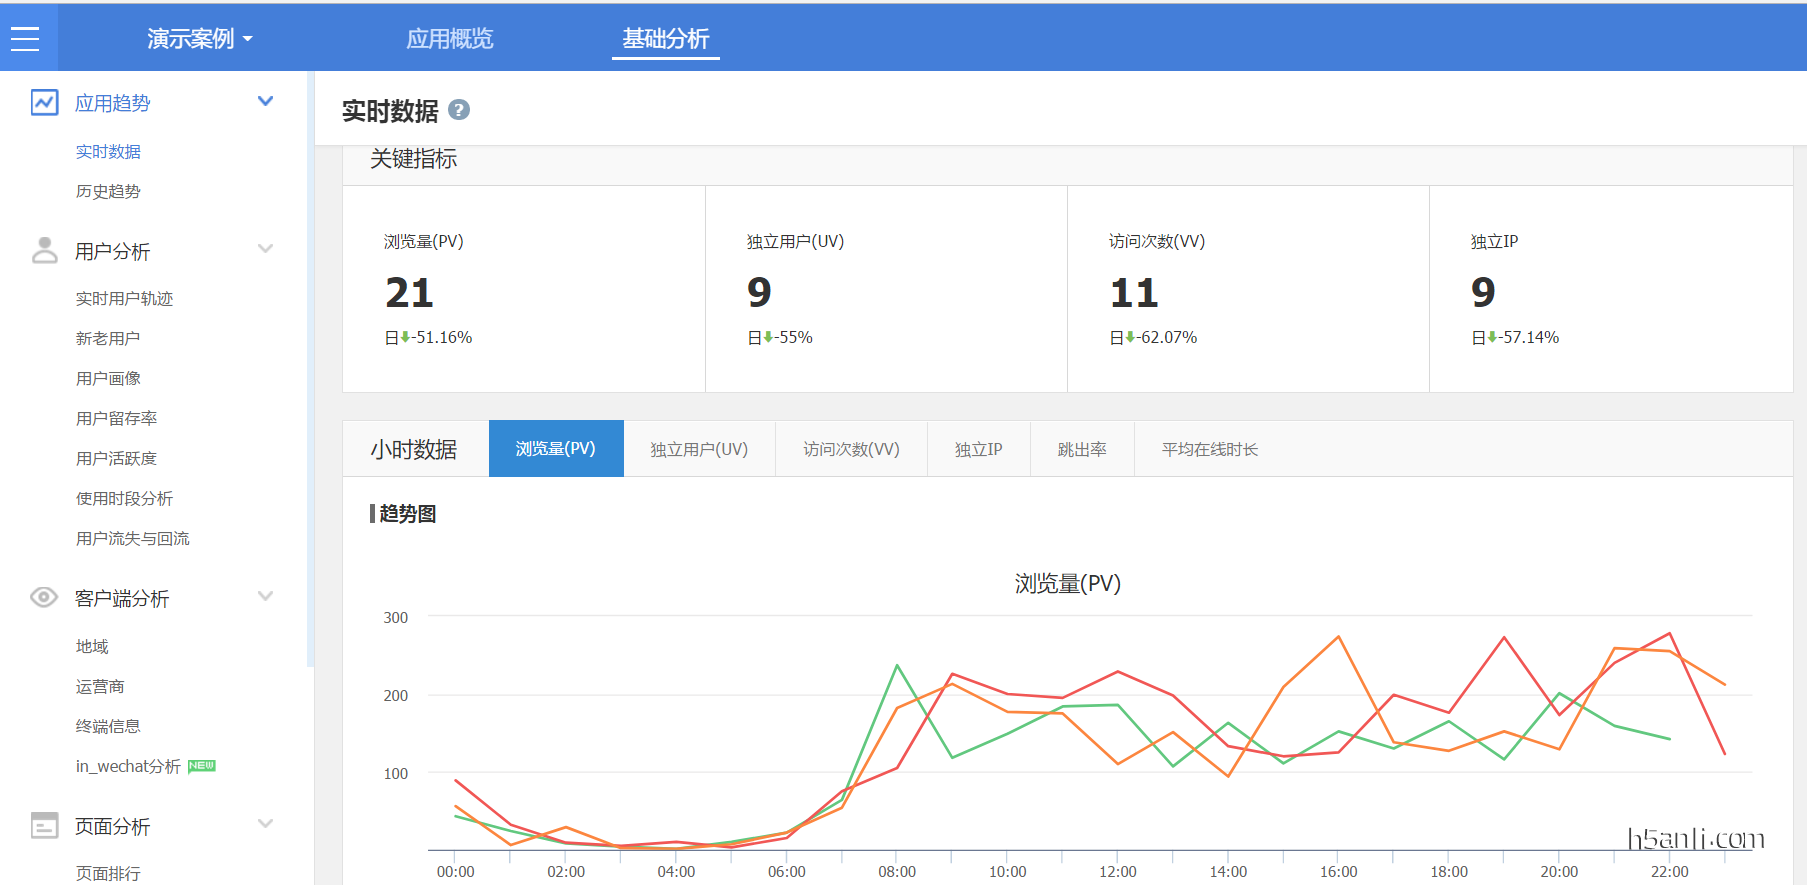 演示案例
应用概览
基础分析
应用趋势
实时数据
历史趋势
用户分析
实时用户轨迹
新老用户
用户画像
用户留存率
用户活跃度
使用时段分析
用户流失与回流
客户端分析
地域
运营商
终端信息
in_wechat分析 NEW
页面分析
页面排行
实时数据 ?
关键指标
浏览量(PV)
21
日-51.16%
独立用户(UV)
9
日-55%
访问次数(VV)
11
日-62.07%
独立IP
9
日-57.14%
小时数据
浏览量(PV)
独立用户(UV)
访问次数(VV)
独立IP
跳出率
平均在线时长
趋势图
浏览量(PV)
300
200
100
00:00 02:00 04:00 06:00 08:00 10:00 12:00 14:00 16:00 18:00 20:00 22:00
h5anli.com